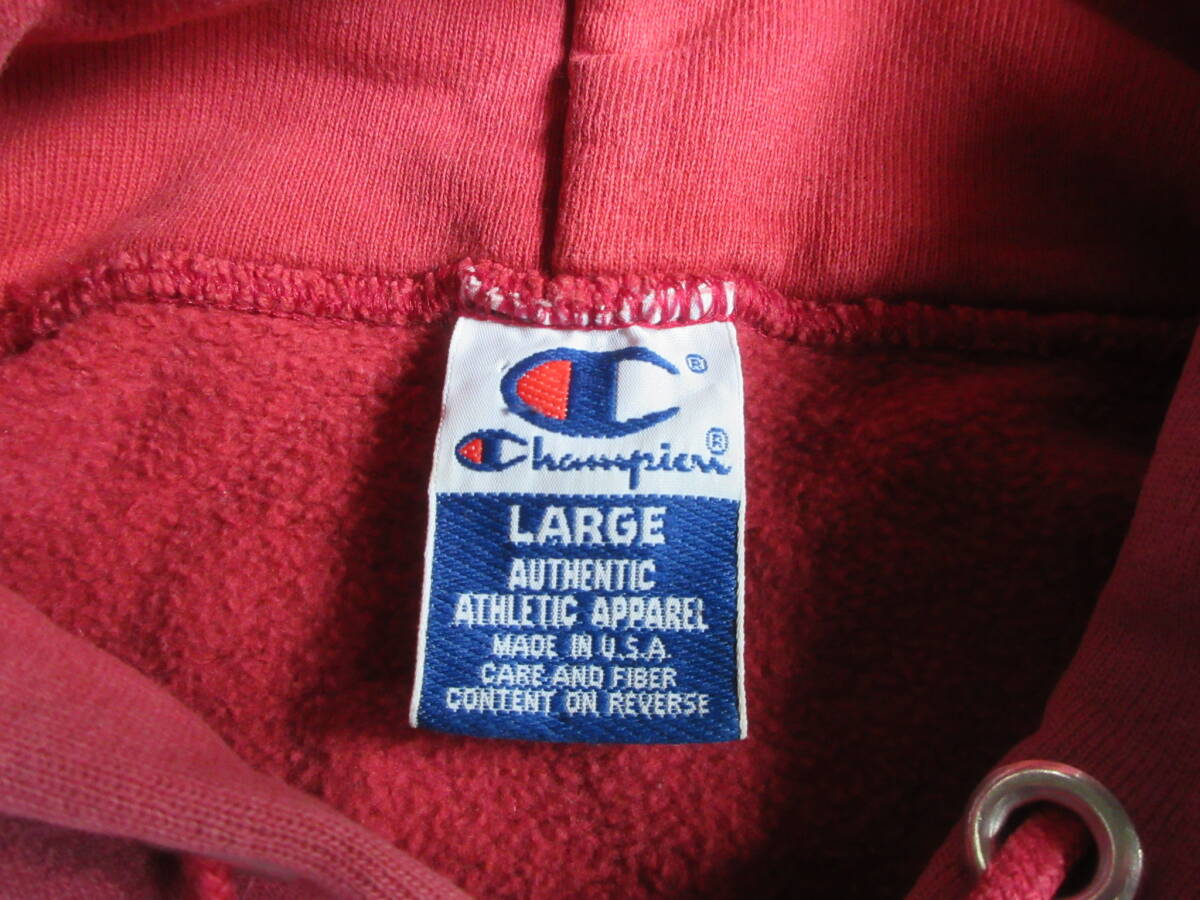 ®
Champion®
LARGE
AUTHENTIC
ATHLETIC APPAREL
MADE IN U.S.A.
CARE AND FIBER
CONTENT ON REVERSE